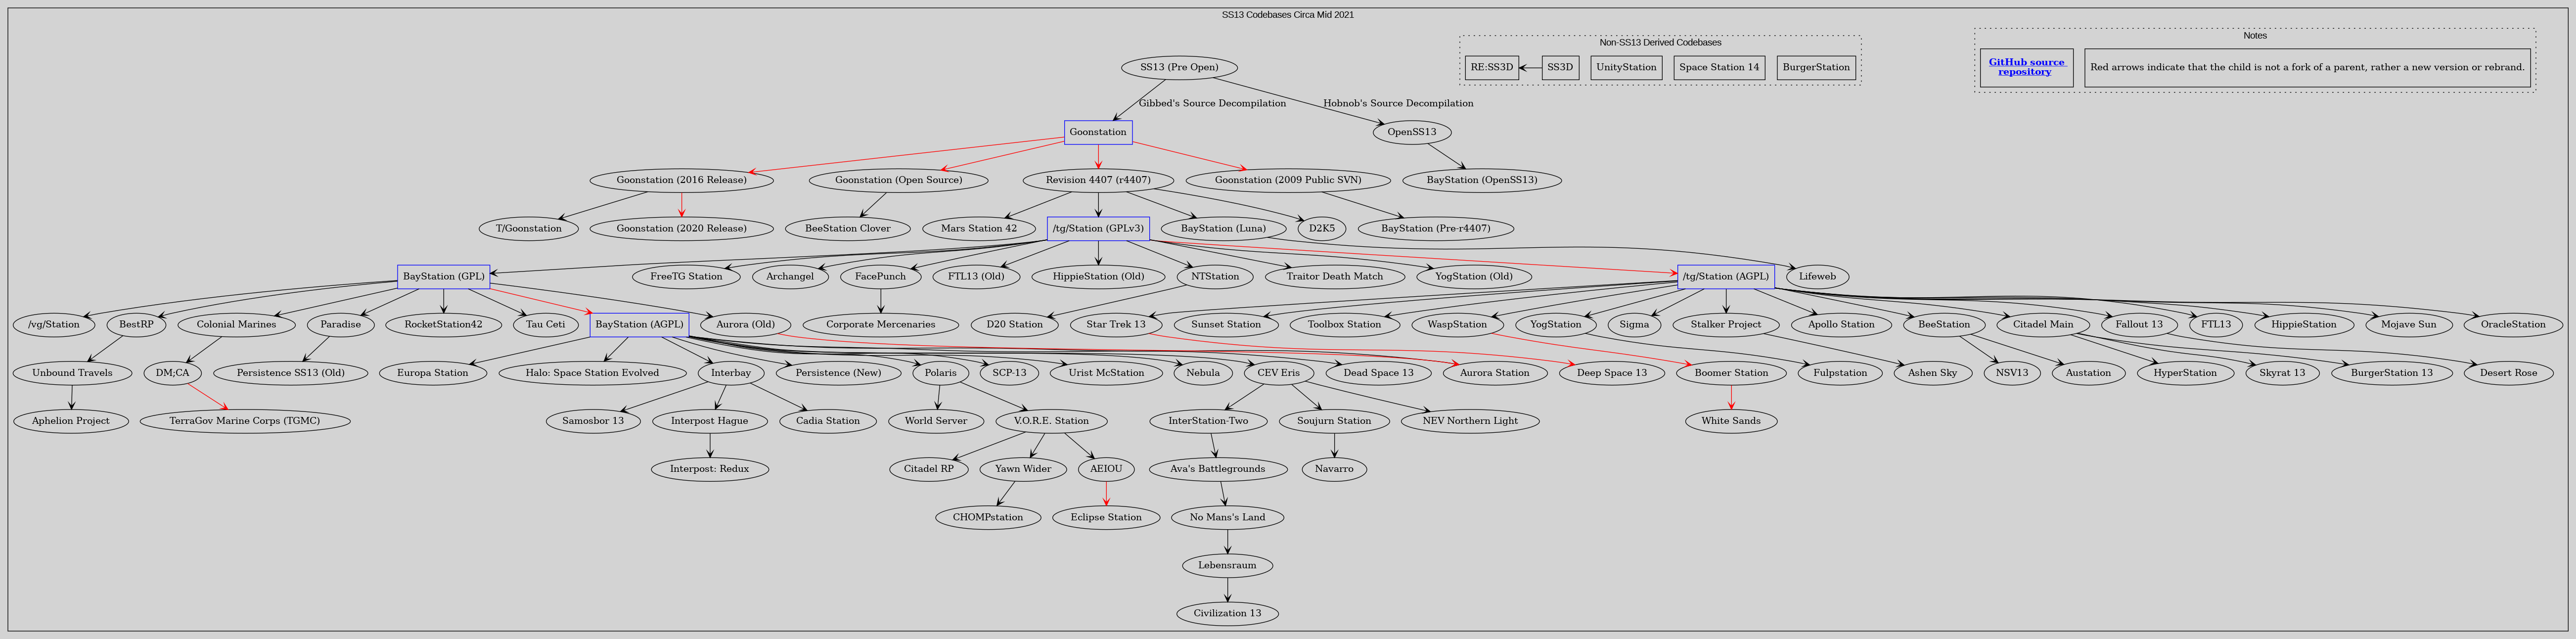 SS13 Codebases Circa Mid 2021
Non-SS13 Derived Codebases
RE:SS3D
SS3D
UnityStation
Space Station 14
BurgerStation
Notes
GitHub source
repository
Red arrows indicate that the child is not a fork of a parent, rather a new version or rebrand.
SS13 (Pre Open)
Gibbed's Source Decompilation
Hobnob's Source Decompilation
Goonstation
OpenSS13
Goonstation (2016 Release)
Goonstation (Open Source)
Revision 4407 (r4407)
Goonstation (2009 Public SVN)
BayStation (OpenSS13)
T/Goonstation
Goonstation (2020 Release)
BeeStation Clover
Mars Station 42
/tg/Station (GPLv3)
BayStation (Luna)
D2K5
BayStation (Pre-r4407)
BayStation (GPL)
FreeTG Station
Archangel
FacePunch
FTL13 (Old)
HippieStation (Old)
NTStation
Traitor Death Match
YogStation (Old)
/tg/Station (AGPL)
Lifeweb
/vg/Station
BestRP
Colonial Marines
Paradise
RocketStation42
Tau Ceti
BayStation (AGPL)
Aurora (Old)
Corporate Mercenaries
D20 Station
Star Trek 13
Sunset Station
Toolbox Station
WaspStation
YogStation
Sigma
Stalker Project
Apollo Station
BeeStation
Citadel Main
Fallout 13
FTL13
HippieStation
Mojave Sun
OracleStation
Unbound Travels
DM;CA
Persistence SS13 (Old)
Europa Station
Halo: Space Station Evolved
Interbay
Persistence (New)
Polaris
SCP-13
Urist McStation
Nebula
CEV Eris
Dead Space 13
Aurora Station
Deep Space 13
Boomer Station
Fulpstation
Ashen Sky
NSV13
Austation
HyperStation
Skyrat 13
BurgerStation 13
Desert Rose
Aphelion Project
TerraGov Marine Corps (TGMC)
Samosbor 13
Interpost Hague
Cadia Station
World Server
V.O.R.E. Station
InterStation-Two
Soujurn Station
NEV Northern Light
White Sands
Interpost: Redux
Citadel RP
Yawn Wider
AEIOU
Ava's Battlegrounds
Navarro
CHOMPstation
Eclipse Station
No Mans's Land
Lebensraum
Civilization 13